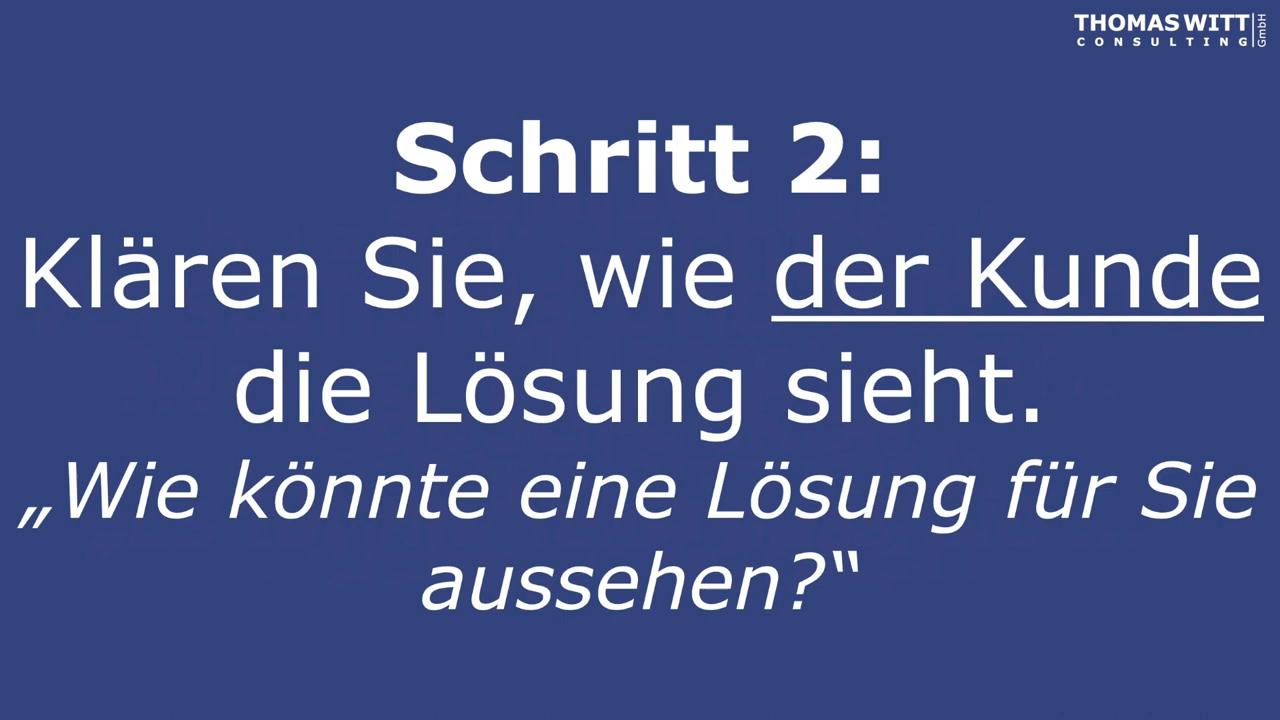 THOMAS WITT GmbH
CONSULTING
Schritt 2:
Klären Sie, wie der Kunde
die Lösung sieht.
„Wie könnte eine Lösung für Sie
aussehen?“